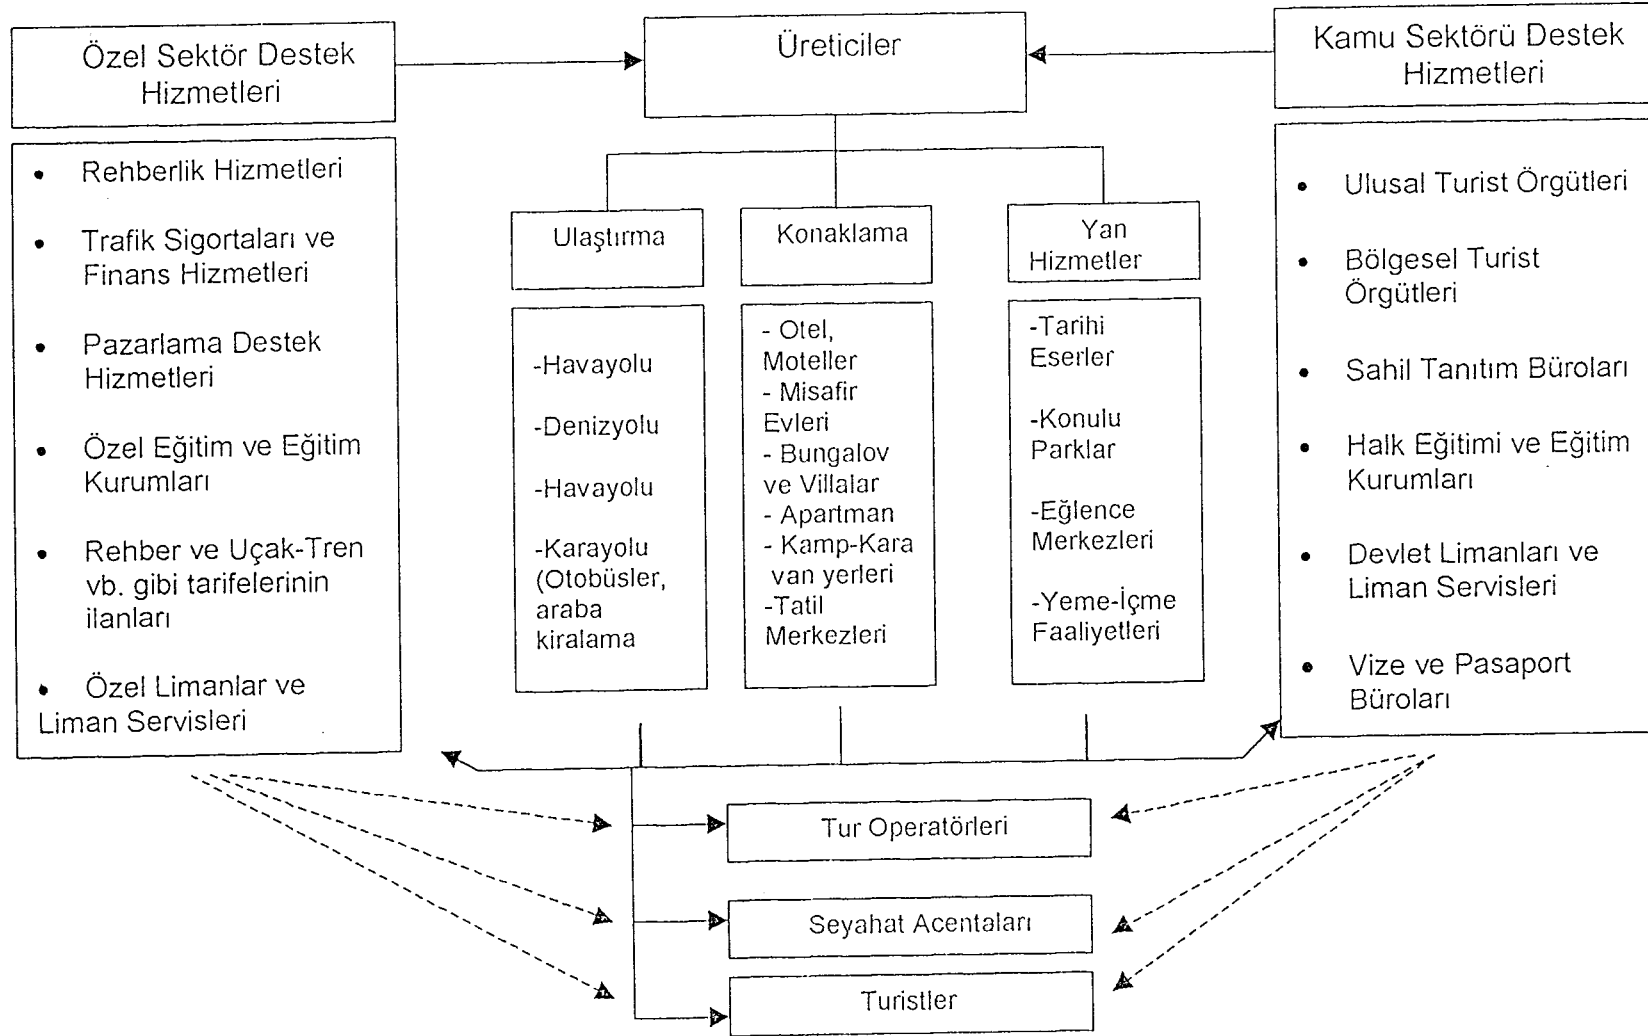 Özel Sektör Destek
Hizmetleri
Üreticiler
Kamu Sektörü Destek
Hizmetleri
• Rehberlik Hizmetleri
• Trafik Sigortaları ve
Finans Hizmetleri
• Pazarlama Destek
Hizmetleri
• Özel Eğitim ve Eğitim
Kurumları
• Rehber ve Uçak-Tren
vb. gibi tarifelerinin
ilanları
• Özel Limanlar ve
Liman Servisleri
Ulaştırma
-Havayolu
-Denizyolu
-Havayolu
-Karayolu
(Otobüsler,
araba
kiralama
Konaklama
- Otel,
Moteller
- Misafir
Evleri
- Bungalov
ve Villalar
- Apartman
- Kamp-Kara
van yerleri
-Tatil
Merkezleri
Yan
Hizmetler
-Tarihi
Eserler
-Konulu
Parklar
-Eğlence
Merkezleri
-Yeme-İçme
Faaliyetleri
• Ulusal Turist Örgütleri
• Bölgesel Turist
Örgütleri
• Sahil Tanıtım Büroları
• Halk Eğitimi ve Eğitim
Kurumları
• Devlet Limanları ve
Liman Servisleri
• Vize ve Pasaport
Büroları
Tur Operatörleri
Seyahat Acentaları
Turistler